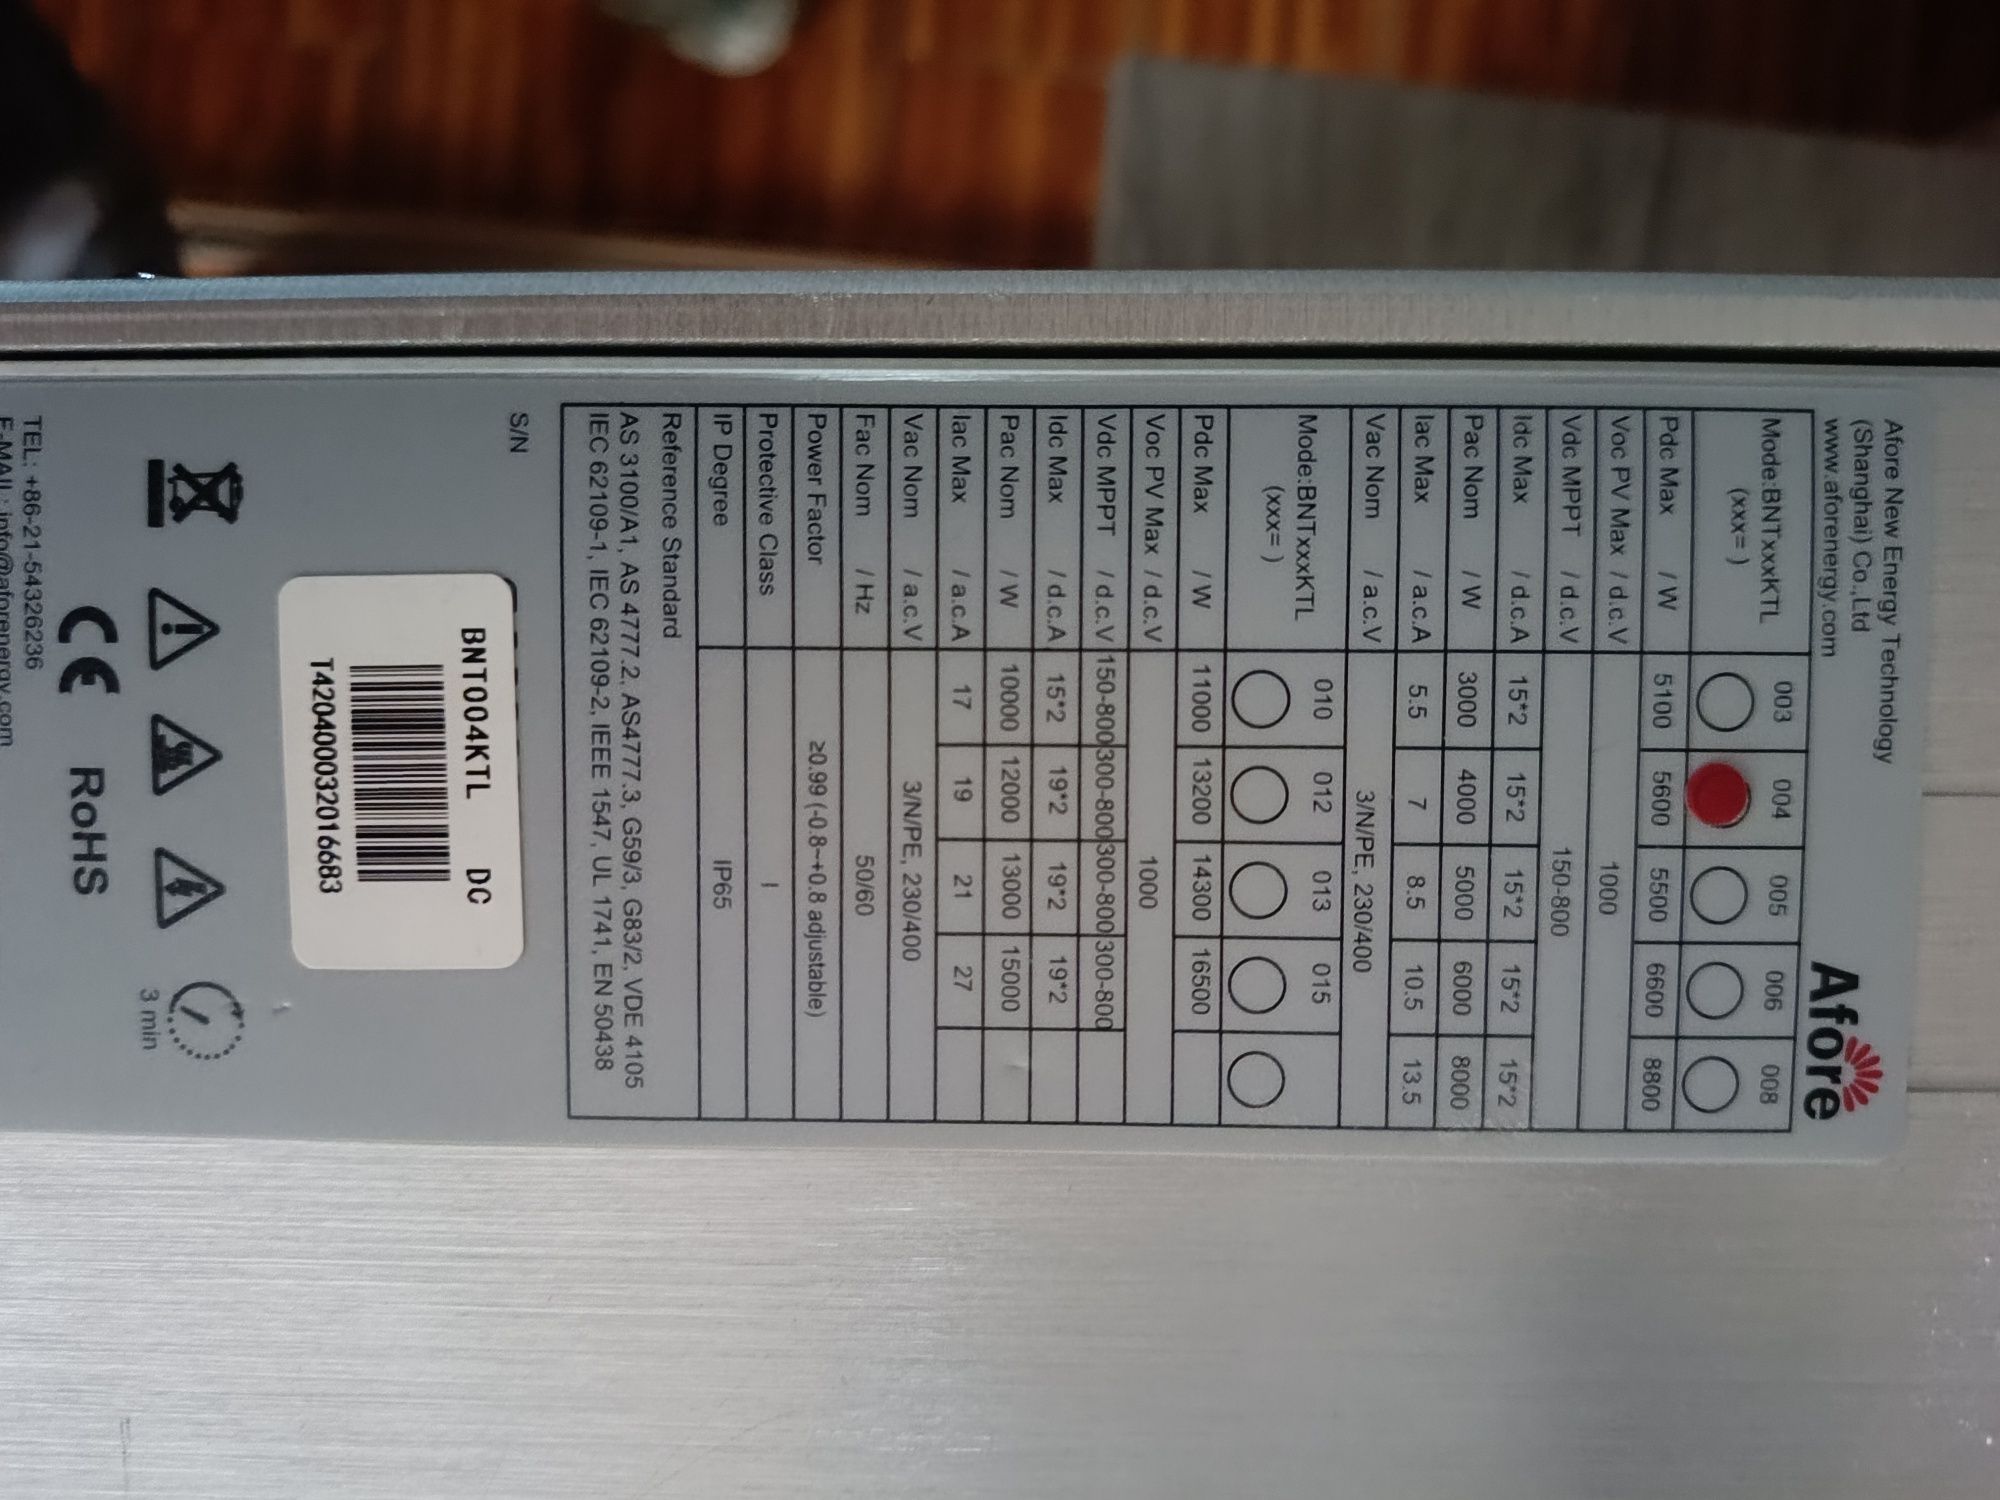 Afore New Energy Technology
(Shanghai) Co.,Ltd
www.aforenergy.com
Afore
Mode:BNTxxxKTL 003 004 005 006 008
(xxx= )
Pdc Max / W 5100 5600 5500 6600 8800
Voc PV Max / d.c.V 1000
Vdc MPPT / d.c.V 150-800
Idc Max / d.c.A 15*2 15*2 15*2 15*2 15*2
Pac Nom / W 3000 4000 5000 6000 8000
Iac Max / a.c.A 5.5 7 8.5 10.5 13.5
Vac Nom / a.c.V 3/N/PE, 230/400
Mode:BNTxxxKTL 010 012 013 015
(xxx= )
Pdc Max / W 11000 13200 14300 16500
Voc PV Max / d.c.V 1000
Vdc MPPT / d.c.V 150-800 300-800 300-800 300-800
Idc Max / d.c.A 15*2 19*2 19*2 19*2
Pac Nom / W 10000 12000 13000 15000
Iac Max / a.c.A 17 19 21 27
Vac Nom / a.c.V 3/N/PE, 230/400
Fac Nom / Hz 50/60
Power Factor ≥0.99 (-0.8~+0.8 adjustable)
Protective Class I
IP Degree IP65
Reference Standard
AS 3100/A1, AS 4777.2, AS4777.3, G59/3, G83/2, VDE 4105
IEC 62109-1, IEC 62109-2, IEEE 1547, UL 1741, EN 50438
S/N
BNT004KTL DC
T420400032016683
3 min
CE RoHS
TEL: +86-21-54326236
E-MAIL: info@aforenergy.com